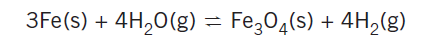 3Fe(s) + 4H₂O(g) ⇌ Fe₃O₄(s) + 4H₂(g)